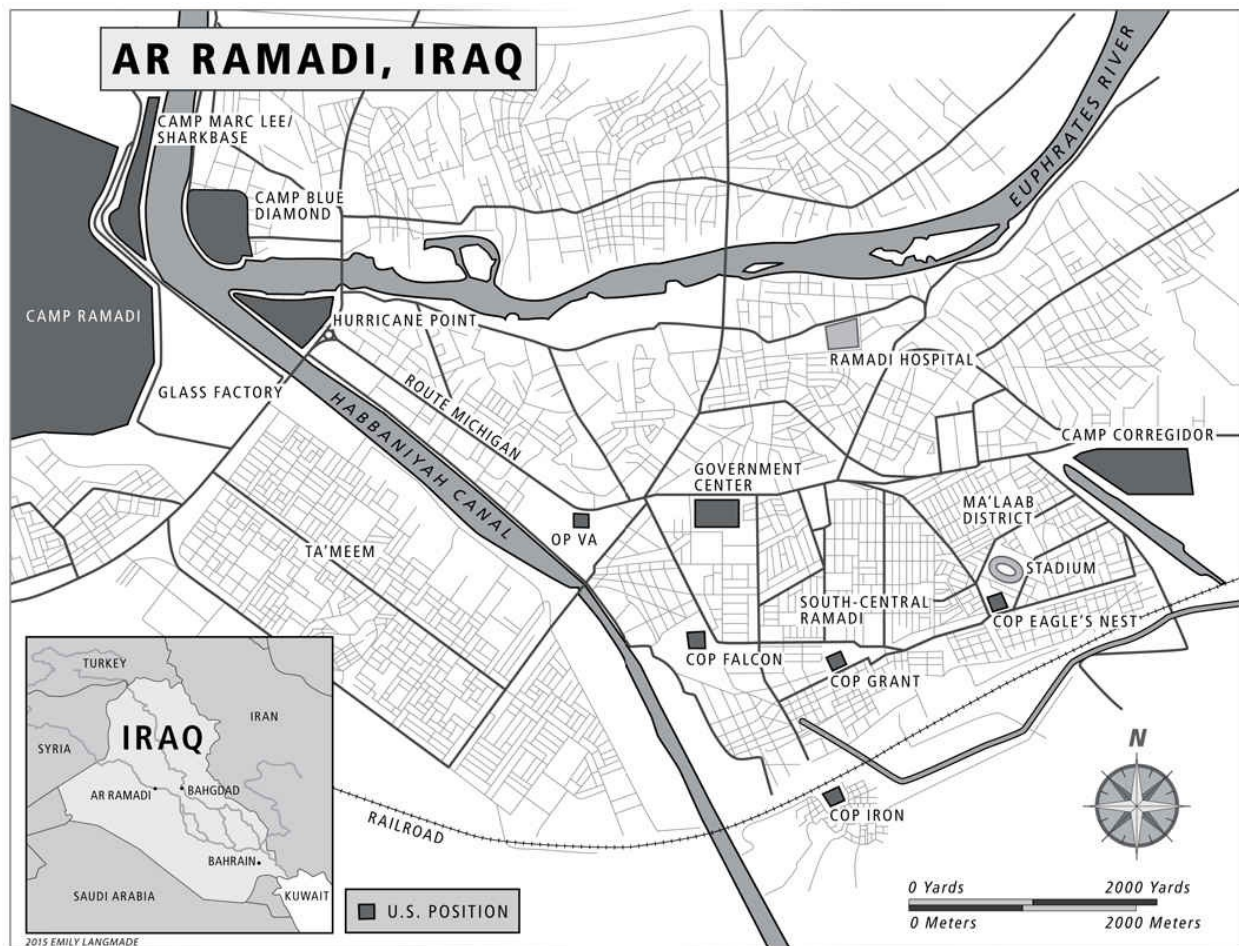 AR RAMADI, IRAQ
CAMP MARC LEE/
SHARKBASE
CAMP BLUE
DIAMOND
EUPHRATES RIVER
CAMP RAMADI
HURRICANE POINT
RAMADI HOSPITAL
GLASS FACTORY
ROUTE MICHIGAN
HABBANIYAH CANAL
CAMP CORREGIDOR
GOVERNMENT
CENTER
MA'LAAB
DISTRICT
OP VA
TA'MEEM
STADIUM
SOUTH-CENTRAL
RAMADI
COP EAGLE'S NEST
COP FALCON
COP GRANT
COP IRON
RAILROAD
TURKEY
IRAN
IRAQ
SYRIA
AR RAMADI
BAHGDAD
BAHRAIN
SAUDI ARABIA
KUWAIT
U.S. POSITION
N
0 Yards 2000 Yards
0 Meters 2000 Meters
2015 EMILY LANGMADE